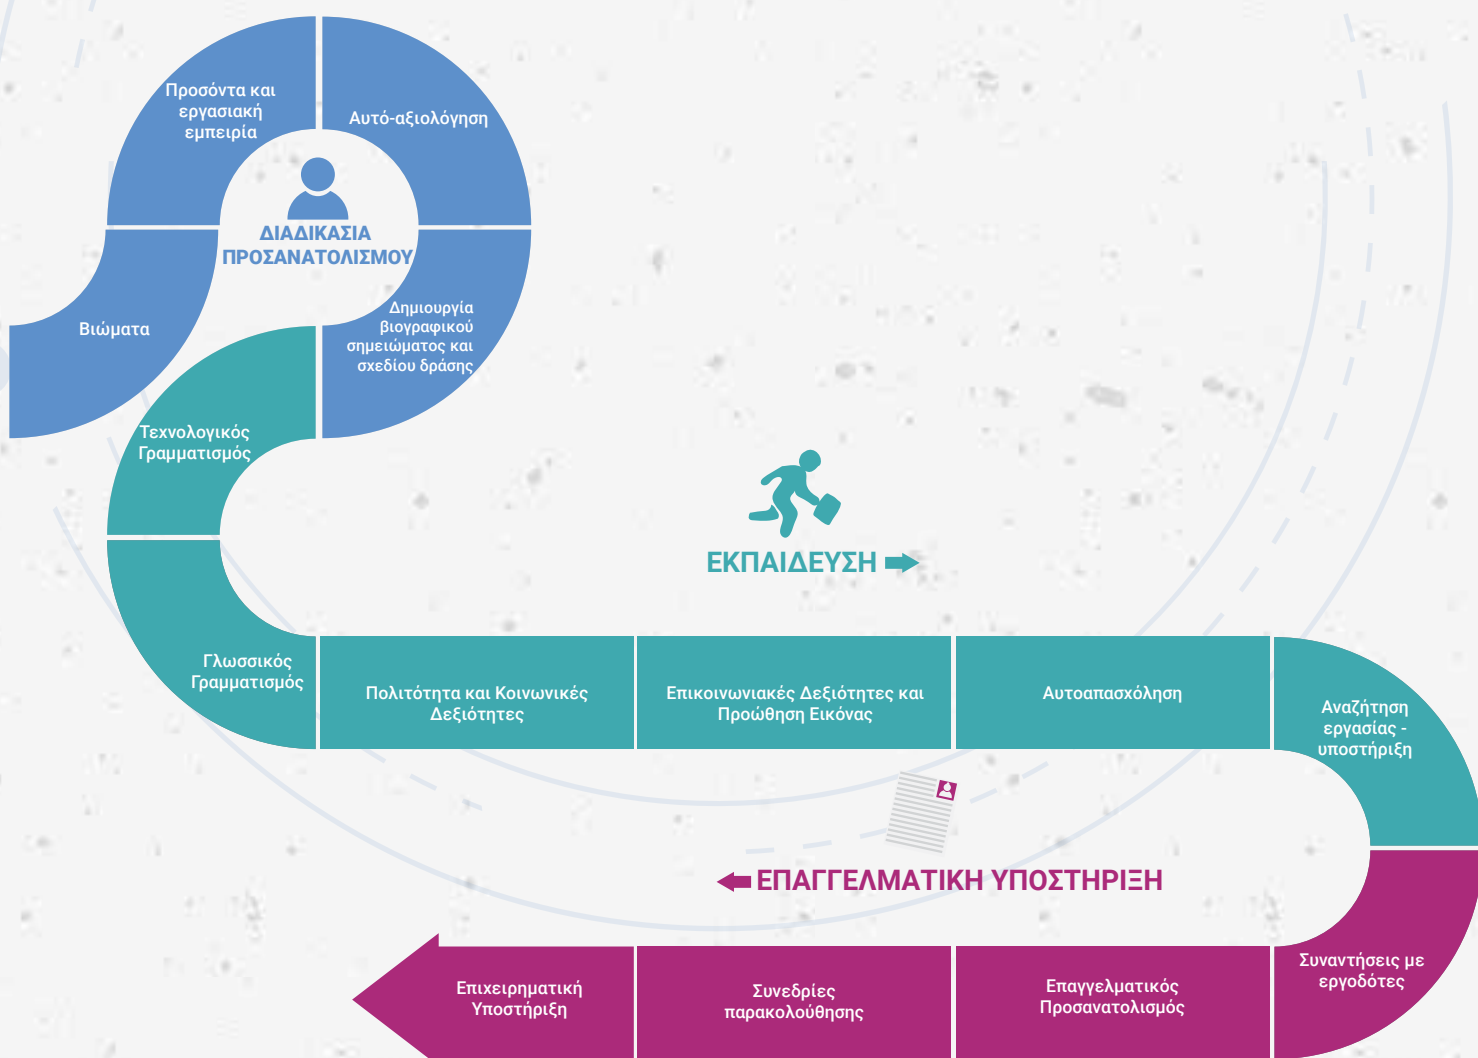 Προσόντα και
εργασιακή
εμπειρία
Αυτό-αξιολόγηση
ΔΙΑΔΙΚΑΣΙΑ
ΠΡΟΣΑΝΑΤΟΛΙΣΜΟΥ
Βιώματα
Δημιουργία
βιογραφικού
σημειώματος και
σχεδίου δράσης
Τεχνολογικός
Γραμματισμός
ΕΚΠΑΙΔΕΥΣΗ
Γλωσσικός
Γραμματισμός
Πολιτότητα και Κοινωνικές
Δεξιότητες
Επικοινωνιακές Δεξιότητες και
Προώθηση Εικόνας
Αυτοαπασχόληση
Αναζήτηση
εργασίας -
υποστήριξη
ΕΠΑΓΓΕΛΜΑΤΙΚΗ ΥΠΟΣΤΗΡΙΞΗ
Επιχειρηματική
Υποστήριξη
Συνεδρίες
παρακολούθησης
Επαγγελματικός
Προσανατολισμός
Συναντήσεις με
εργοδότες